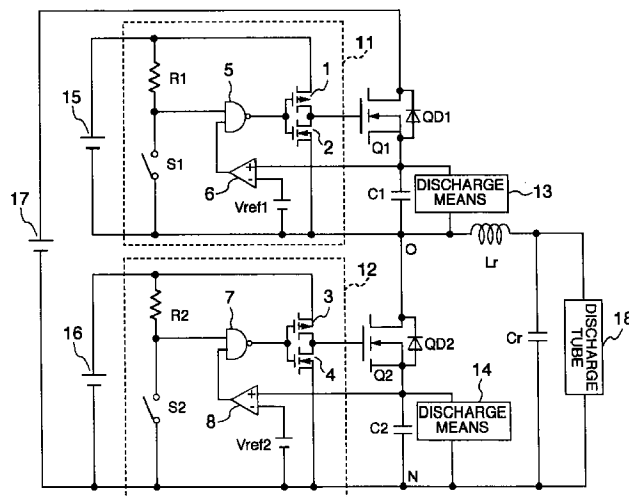 11
R1
5
1
15
QD1
2
Q1
S1
6
+
-
Vref1
C1
DISCHARGE
MEANS
13
17
O
Lr
12
R2
7
3
16
QD2
4
Q2
Cr
DISCHARGE
TUBE
18
S2
8
+
-
Vref2
C2
14
DISCHARGE
MEANS
N